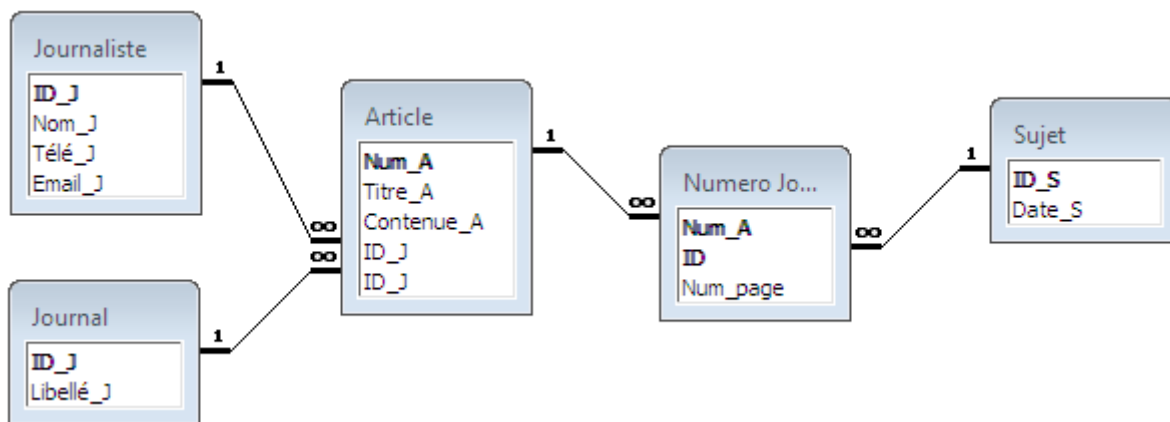 Journaliste
ID_J
Nom_J
Télé_J
Email_J
1
∞
Journal
ID_J
Libellé_J
1
∞
Article
Num_A
Titre_A
Contenue_A
ID_J
ID_J
1
∞
Numero Jo...
Num_A
ID
Num_page
∞
1
Sujet
ID_S
Date_S